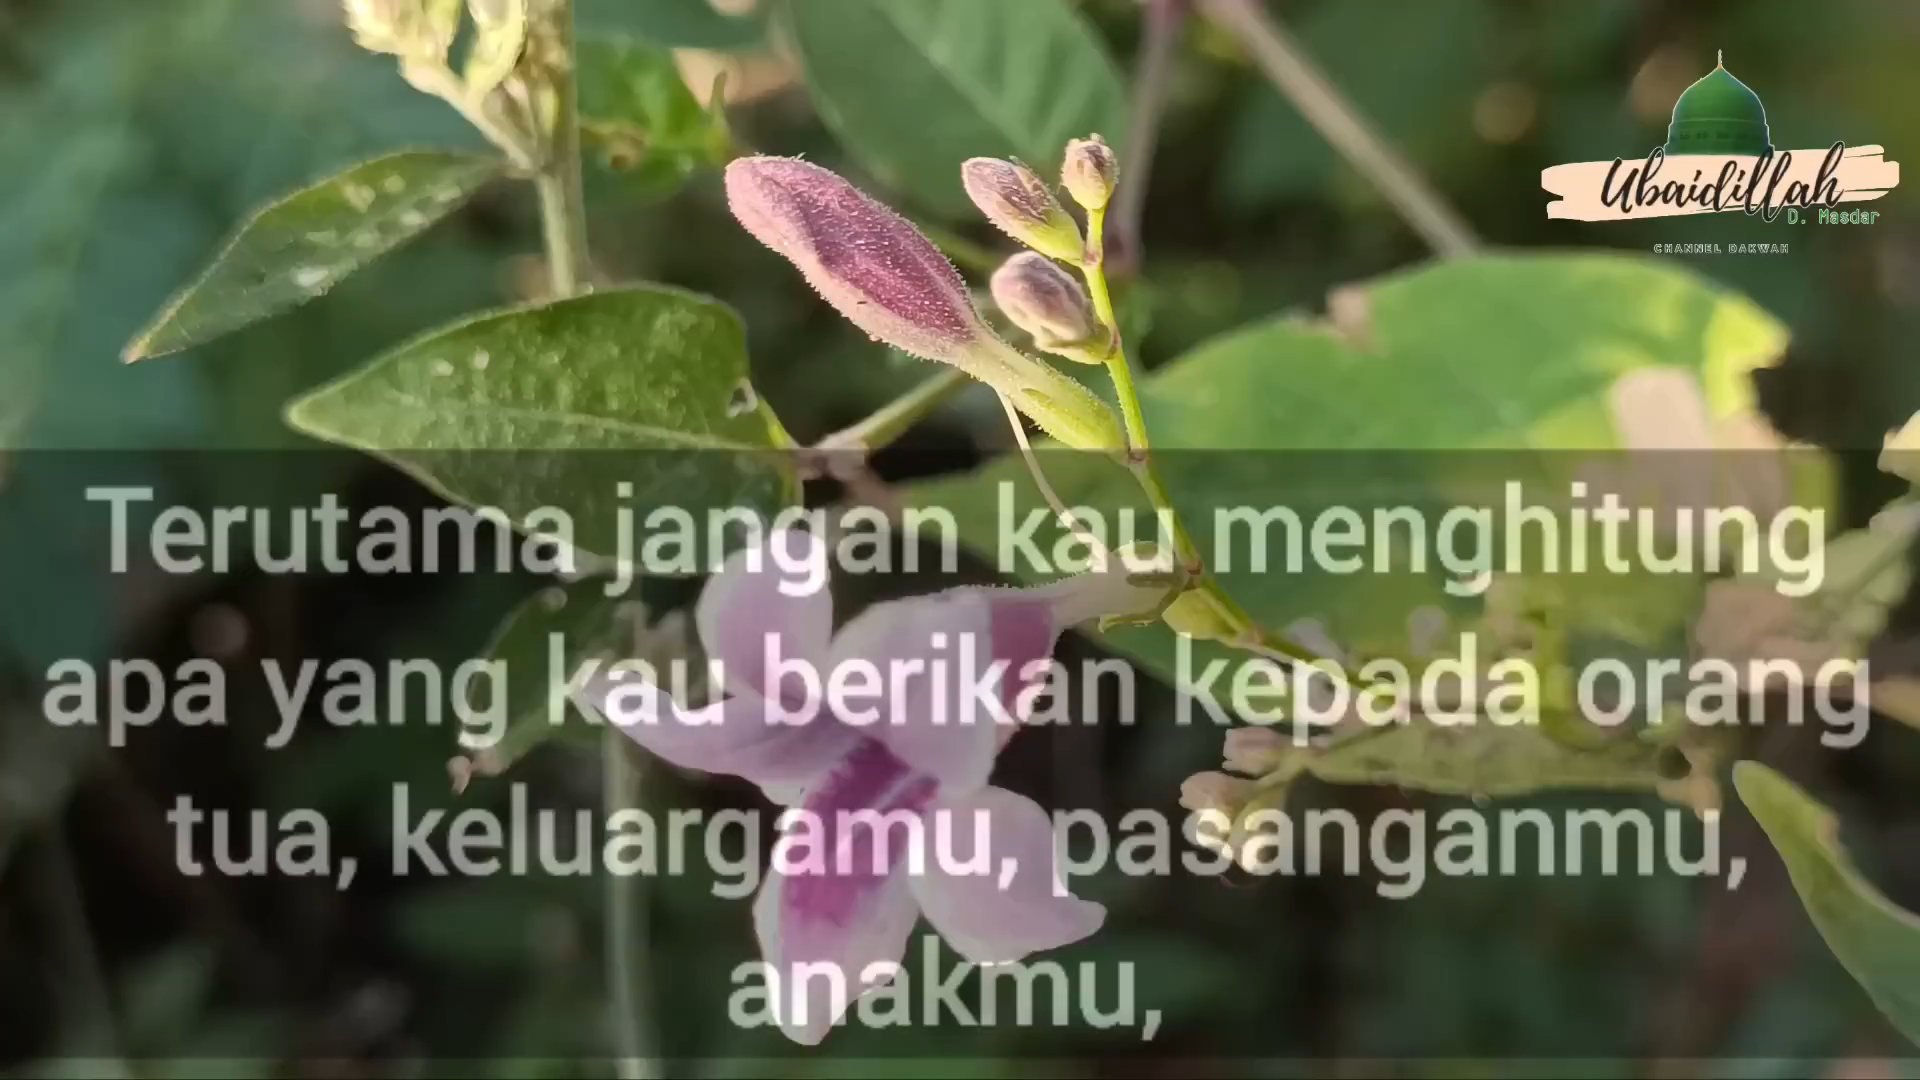 Ubaidillah
D. Masdar
CHANNEL DAKWAH
Terutama jangan kau menghitung
apa yang kau berikan kepada orang
tua, keluargamu, pasanganmu,
anakmu,